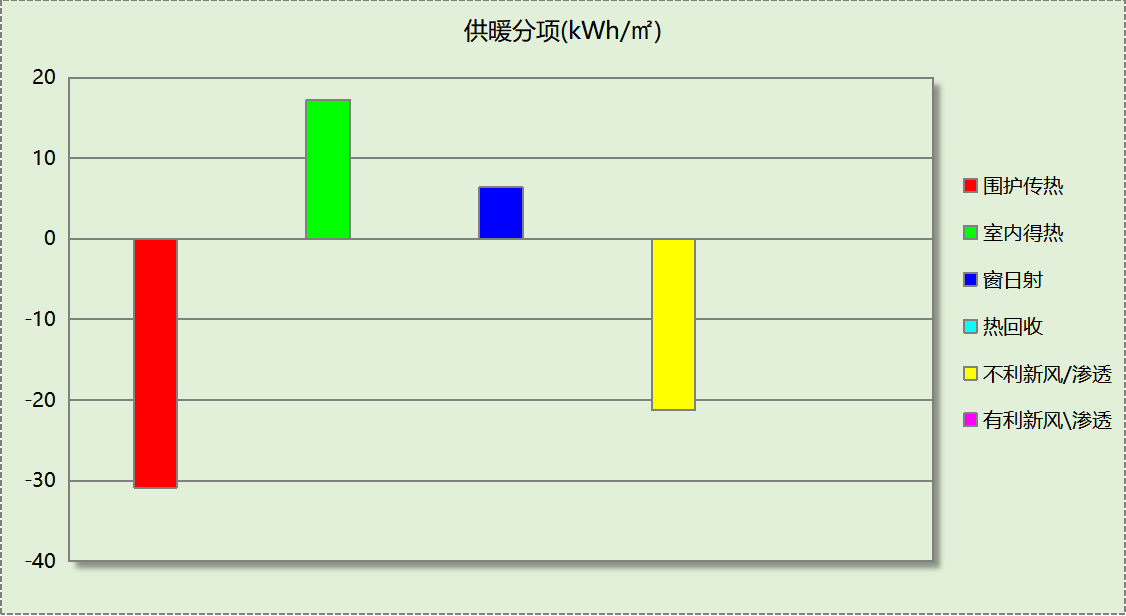 供暖分项(kWh/㎡)
20
10
0
-10
-20
-30
-40
围护传热
室内得热
窗日射
热回收
不利新风/渗透
有利新风\渗透